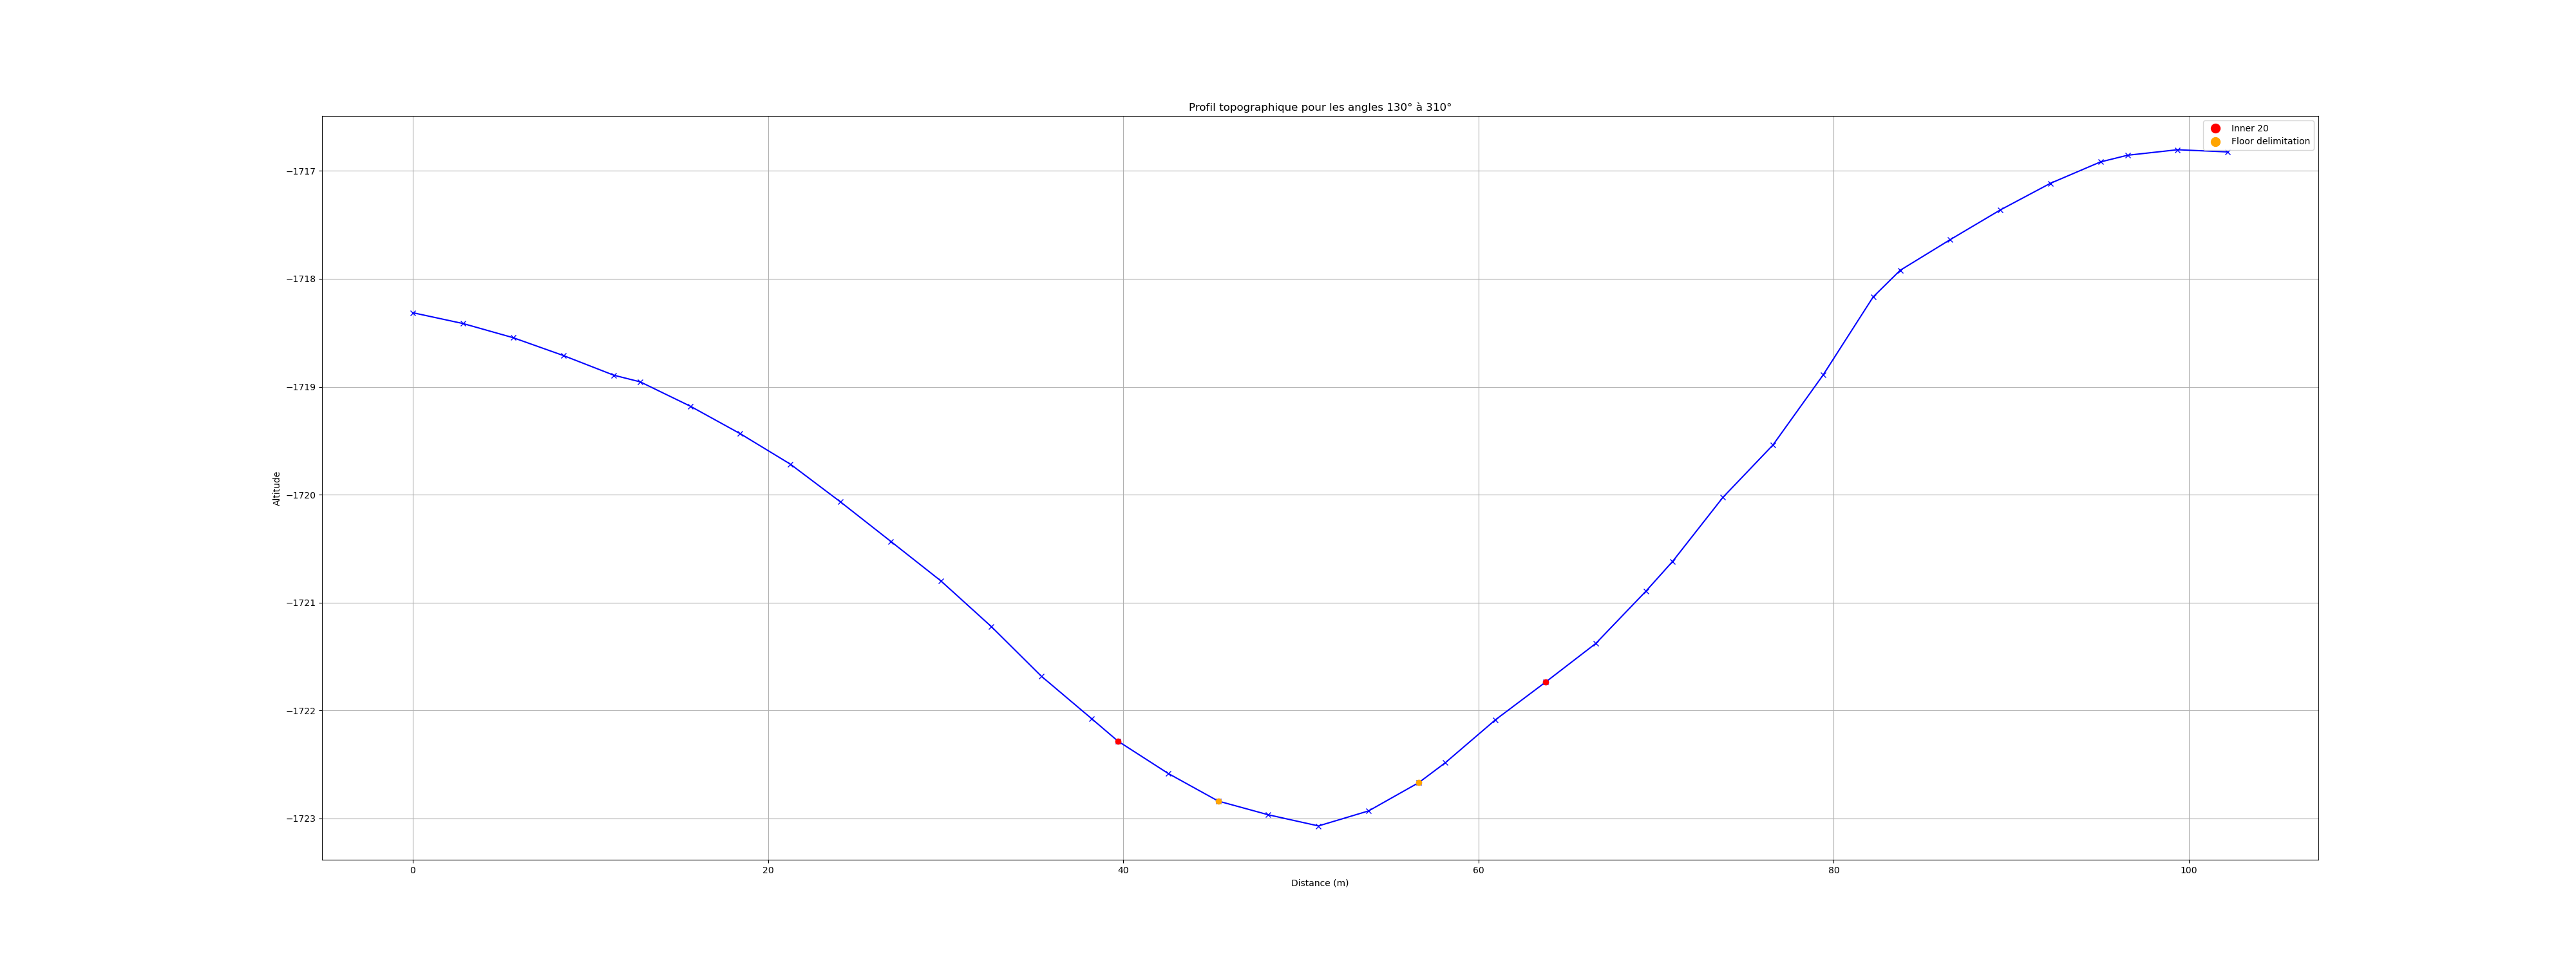 Profil topographique pour les angles 130° à 310°
Inner 20
Floor delimitation
−1717
−1718
−1719
−1720
−1721
−1722
−1723
Altitude
0 20 40 60 80 100
Distance (m)